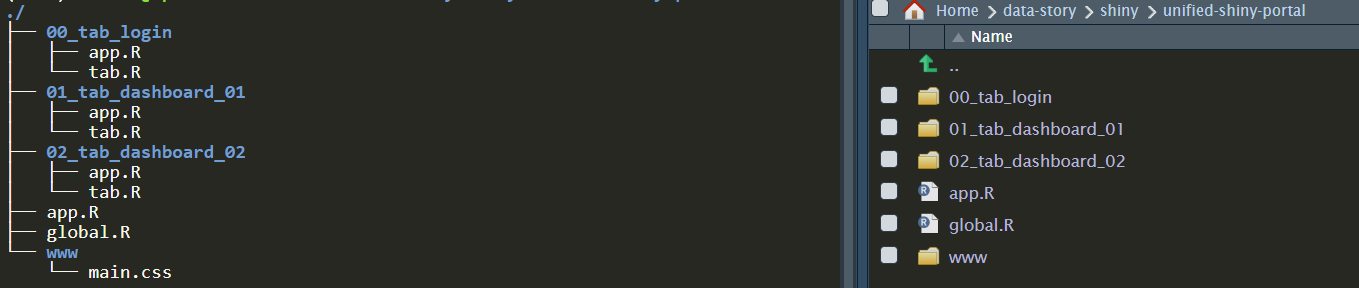 ./
├── 00_tab_login
│   ├── app.R
│   └── tab.R
├── 01_tab_dashboard_01
│   ├── app.R
│   └── tab.R
├── 02_tab_dashboard_02
│   ├── app.R
│   └── tab.R
├── app.R
├── global.R
└── www
    └── main.css
Home > data-story > shiny > unified-shiny-portal
Name
..
00_tab_login
01_tab_dashboard_01
02_tab_dashboard_02
app.R
global.R
www